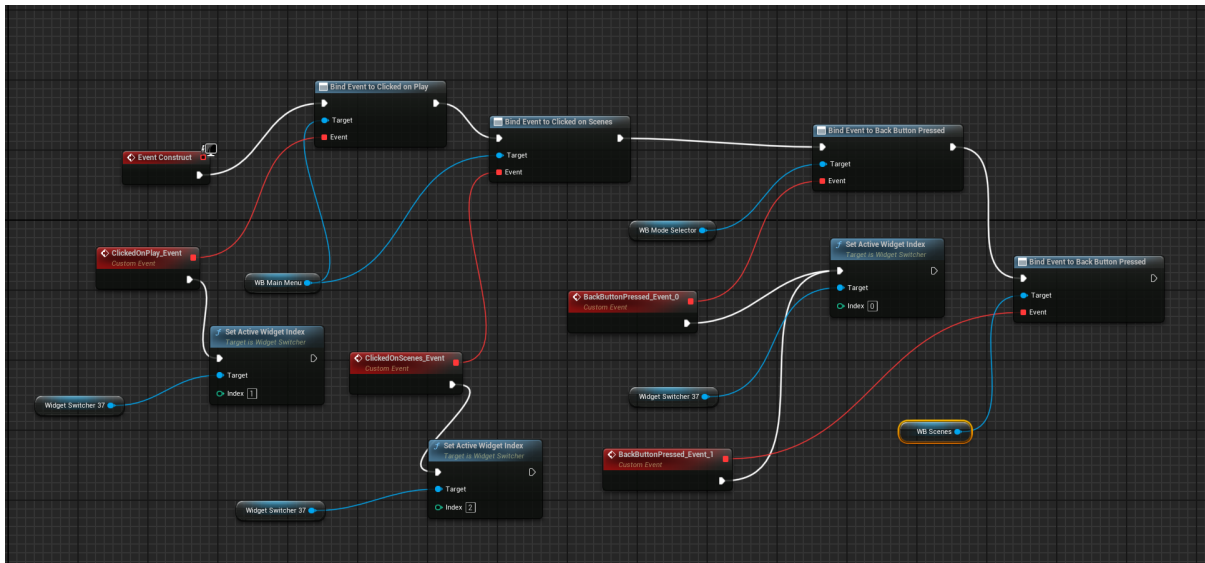 Bind Event to Clicked on Play
Target
Event
Event Construct
Bind Event to Clicked on Scenes
Target
Event
Bind Event to Back Button Pressed
Target
Event
ClickedOnPlay_Event
Custom Event
WB Main Menu
Set Active Widget Index
Target is Widget Switcher
Target
Index 1
Widget Switcher 37
ClickedOnScenes_Event
Custom Event
Set Active Widget Index
Target is Widget Switcher
Target
Index 2
Widget Switcher 37
WB Mode Selector
Set Active Widget Index
Target is Widget Switcher
Target
Index 0
BackButtonPressed_Event_0
Custom Event
Widget Switcher 37
Bind Event to Back Button Pressed
Target
Event
WB Scenes
BackButtonPressed_Event_1
Custom Event